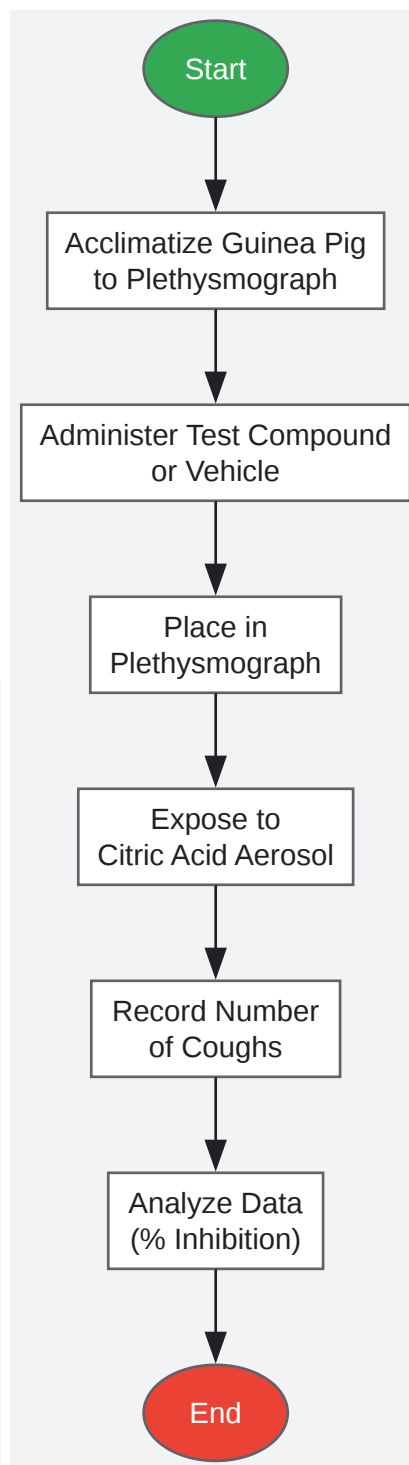 Start
Acclimatize Guinea Pig
to Plethysmograph
Administer Test Compound
or Vehicle
Place in
Plethysmograph
Expose to
Citric Acid Aerosol
Record Number
of Coughs
Analyze Data
(% Inhibition)
End